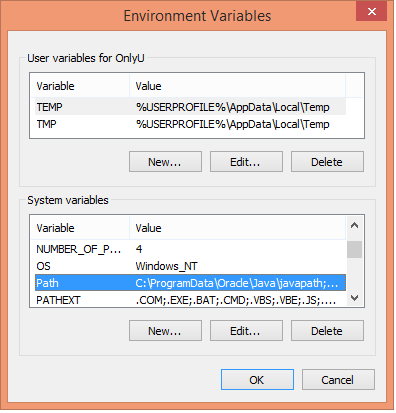 Environment Variables
User variables for OnlyU
Variable Value
TEMP %USERPROFILE%\AppData\Local\Temp
TMP %USERPROFILE%\AppData\Local\Temp
New... Edit... Delete
System variables
Variable Value
NUMBER_OF_P... 4
OS Windows_NT
Path C:\ProgramData\Oracle\Java\javapath;...
PATHEXT .COM;.EXE;.BAT;.CMD;.VBS;.VBE;.JS;....
New... Edit... Delete
OK Cancel